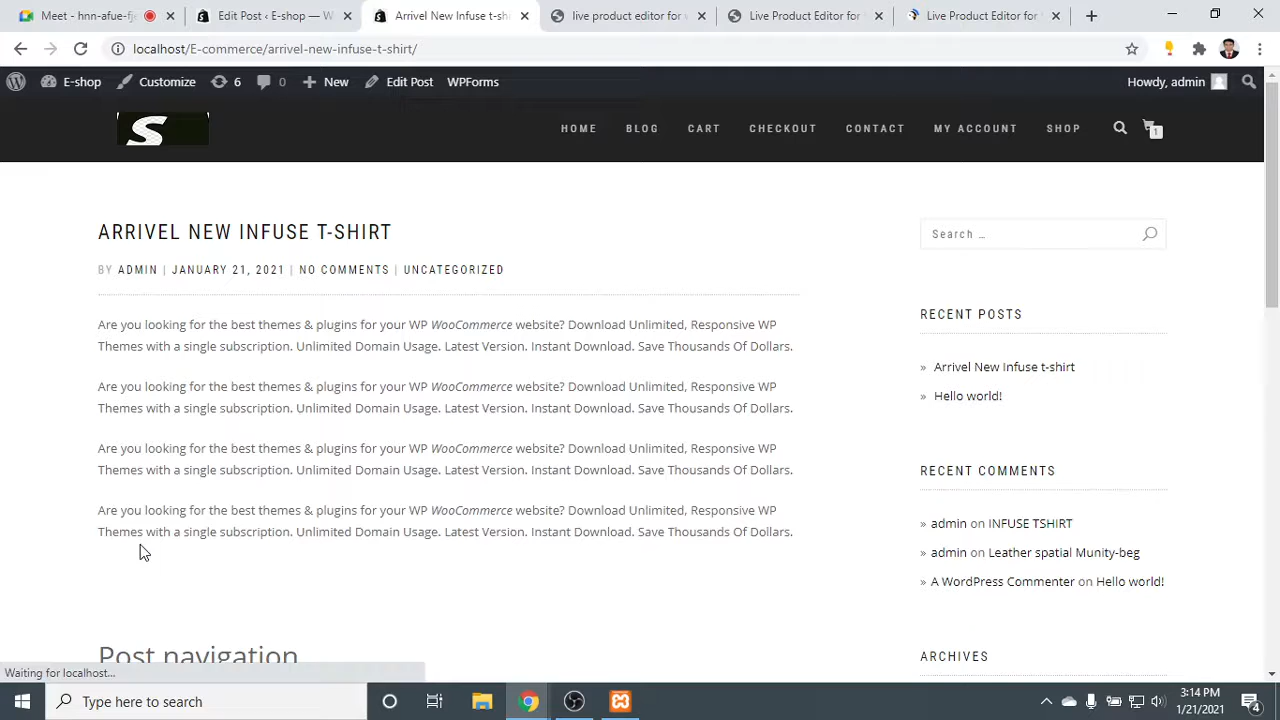 Meet - hnn-afue-fje
Edit Post ‹ E-shop — W
Arrivel New Infuse t-sh
live product editor for
Live Product Editor for
Live Product Editor for
localhost/E-commerce/arrivel-new-infuse-t-shirt/
E-shop
Customize
6
0
New
Edit Post
WPForms
Howdy, admin
S
HOME
BLOG
CART
CHECKOUT
CONTACT
MY ACCOUNT
SHOP
1
ARRIVEL NEW INFUSE T-SHIRT
BY ADMIN | JANUARY 21, 2021 | NO COMMENTS | UNCATEGORIZED
Are you looking for the best themes & plugins for your WP WooCommerce website? Download Unlimited, Responsive WP
Themes with a single subscription. Unlimited Domain Usage. Latest Version. Instant Download. Save Thousands Of Dollars.
Are you looking for the best themes & plugins for your WP WooCommerce website? Download Unlimited, Responsive WP
Themes with a single subscription. Unlimited Domain Usage. Latest Version. Instant Download. Save Thousands Of Dollars.
Are you looking for the best themes & plugins for your WP WooCommerce website? Download Unlimited, Responsive WP
Themes with a single subscription. Unlimited Domain Usage. Latest Version. Instant Download. Save Thousands Of Dollars.
Are you looking for the best themes & plugins for your WP WooCommerce website? Download Unlimited, Responsive WP
Themes with a single subscription. Unlimited Domain Usage. Latest Version. Instant Download. Save Thousands Of Dollars.
Post navigation
Search …
RECENT POSTS
» Arrivel New Infuse t-shirt
» Hello world!
RECENT COMMENTS
» admin on INFUSE TSHIRT
» admin on Leather spatial Munity-beg
» A WordPress Commenter on Hello world!
ARCHIVES
Waiting for localhost...
Type here to search
3:14 PM
1/21/2021
4